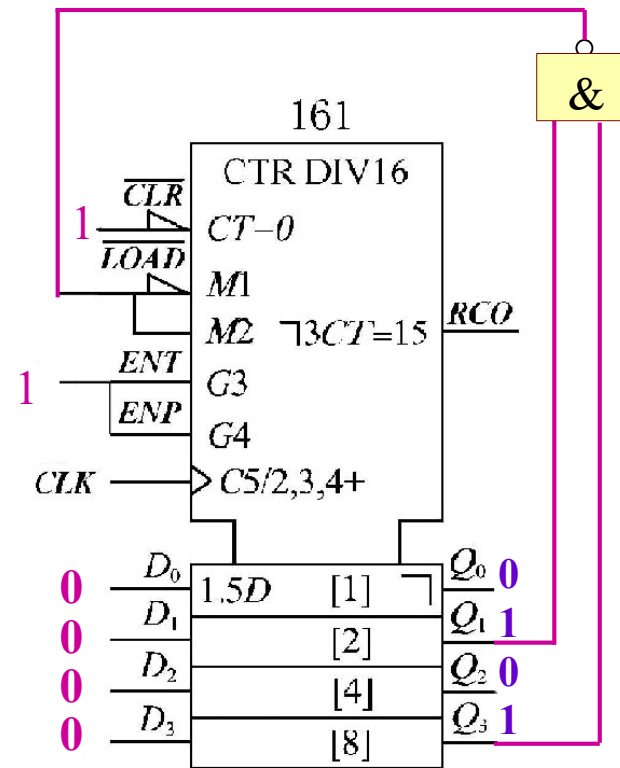 &
161
CTR DIV16
CLR
1
CT-0
LOAD
M1
M2
⌝3CT=15
RCO
ENT
1
G3
ENP
G4
CLK
C5/2,3,4+
0 D₀ 1.5D [1] ⌝ Q₀ 0
0 D₁ [2] Q₁ 1
0 D₂ [4] Q₂ 0
0 D₃ [8] Q₃ 1